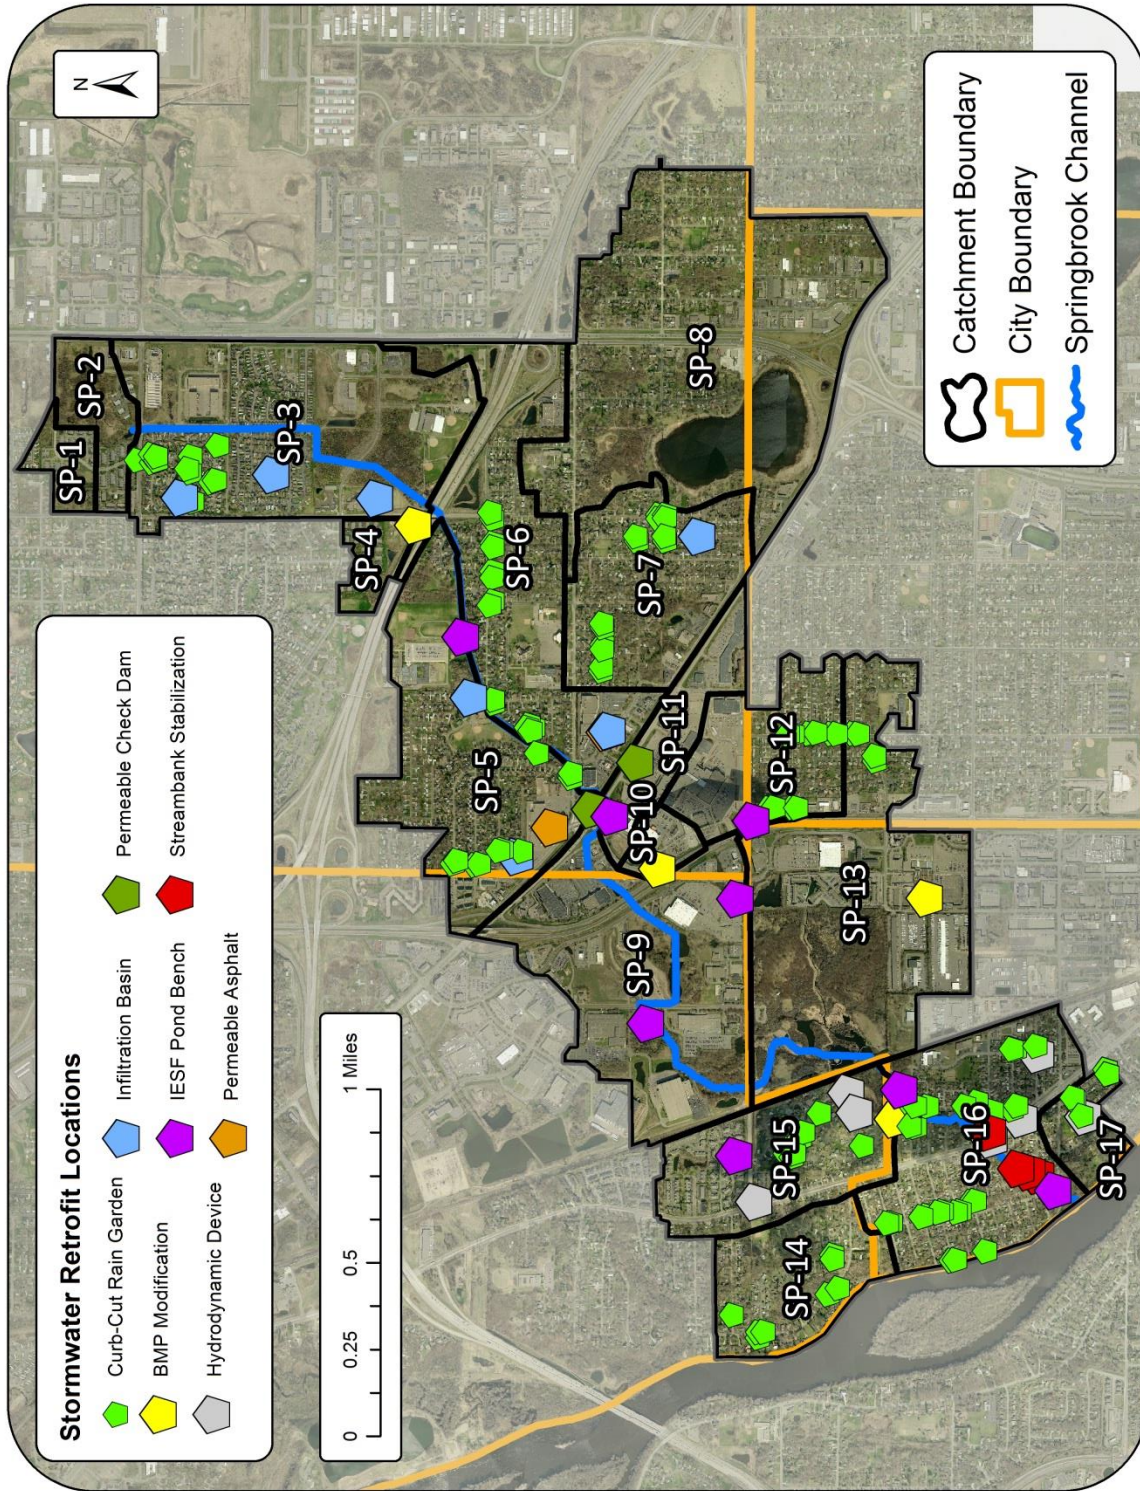 Stormwater Retrofit Locations
Curb-Cut Rain Garden
Infiltration Basin
Permeable Check Dam
BMP Modification
IESF Pond Bench
Streambank Stabilization
Hydrodynamic Device
Permeable Asphalt
0 0.25 0.5 1 Miles
N
SP-1
SP-2
SP-3
SP-4
SP-5
SP-6
SP-7
SP-8
SP-9
SP-10
SP-11
SP-12
SP-13
SP-14
SP-15
SP-16
SP-17
Catchment Boundary
City Boundary
Springbrook Channel